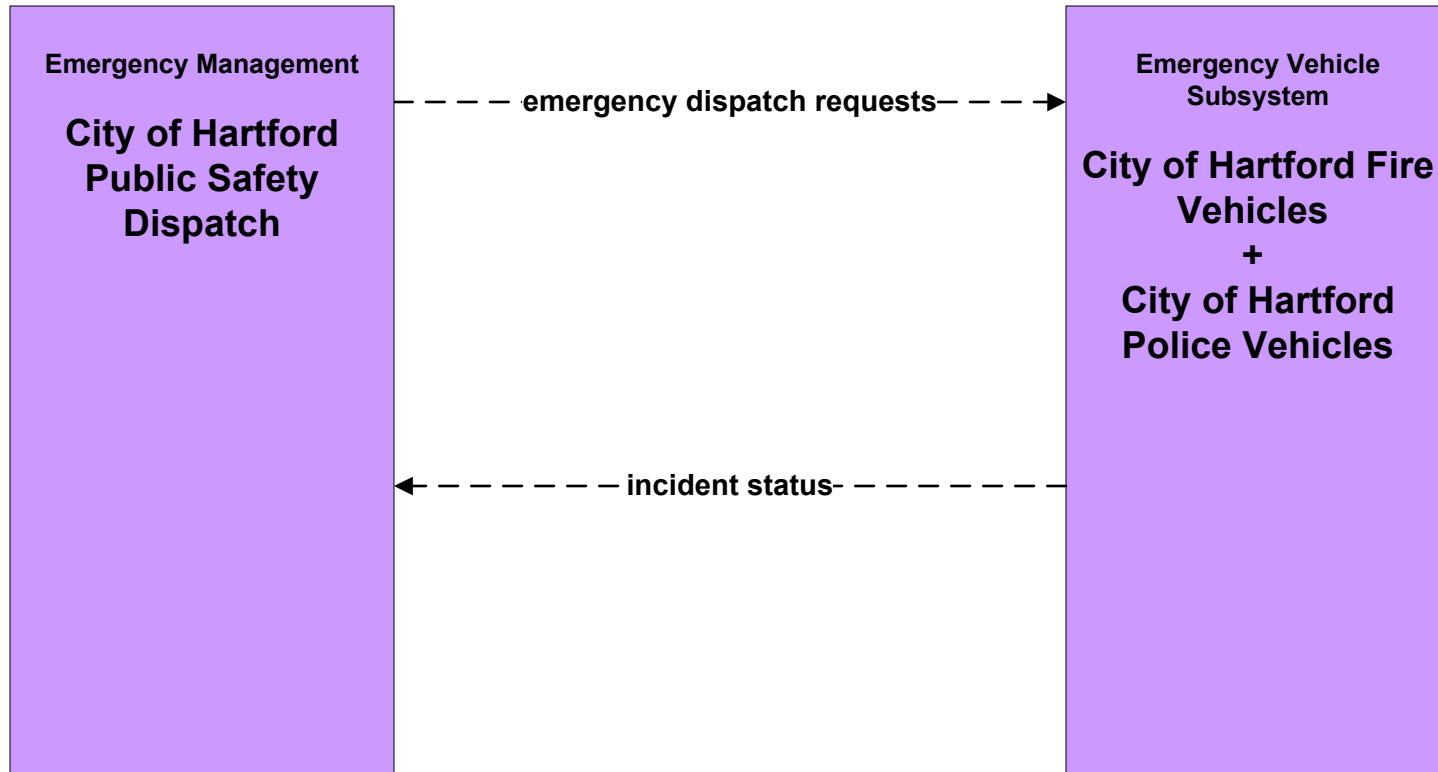 Emergency Management
City of Hartford
Public Safety
Dispatch
emergency dispatch requests
incident status
Emergency Vehicle
Subsystem
City of Hartford Fire
Vehicles
+
City of Hartford
Police Vehicles